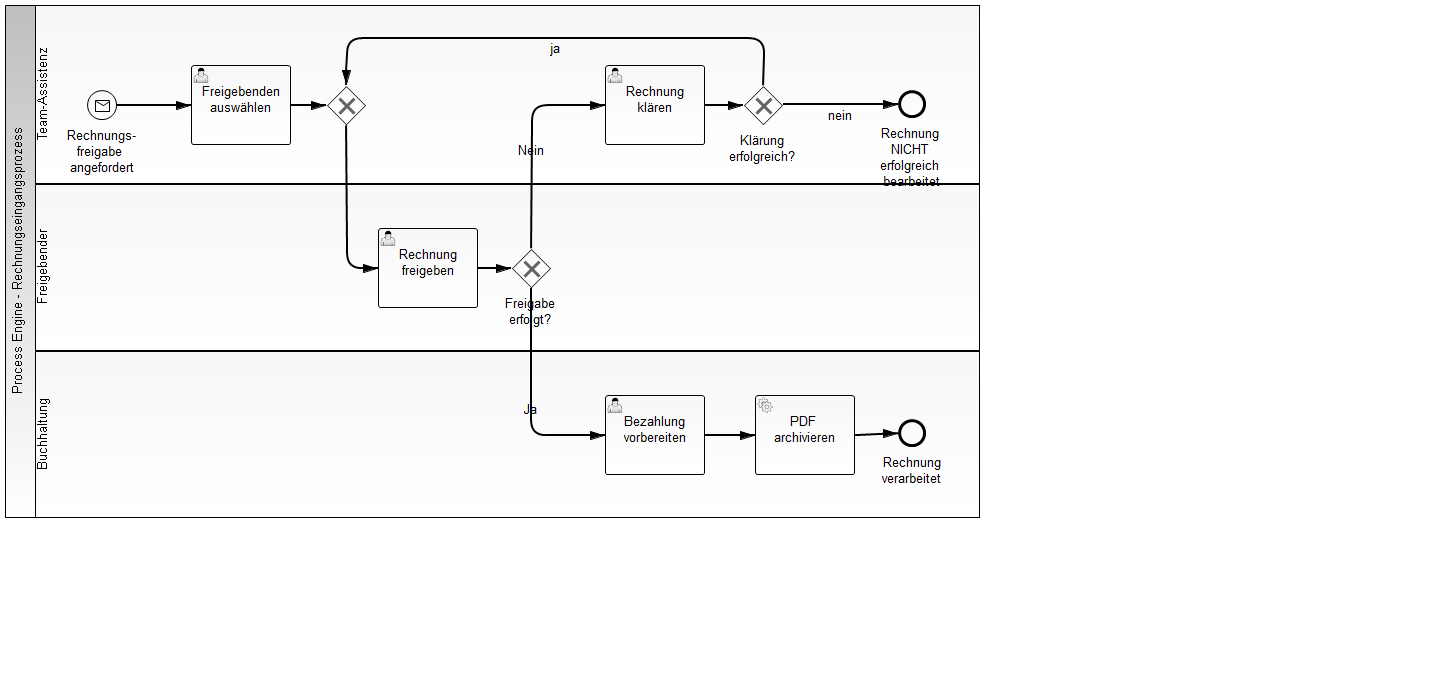 Process Engine - Rechnungseingangsprozess
Team-Assistenz
Rechnungs-
freigabe
angefordert
Freigebenden
auswählen
ja
Nein
Rechnung
klären
Klärung
erfolgreich?
nein
Rechnung
NICHT
erfolgreich
bearbeitet
Freigebender
Rechnung
freigeben
Freigabe
erfolgt?
Buchhaltung
Ja
Bezahlung
vorbereiten
PDF
archivieren
Rechnung
verarbeitet